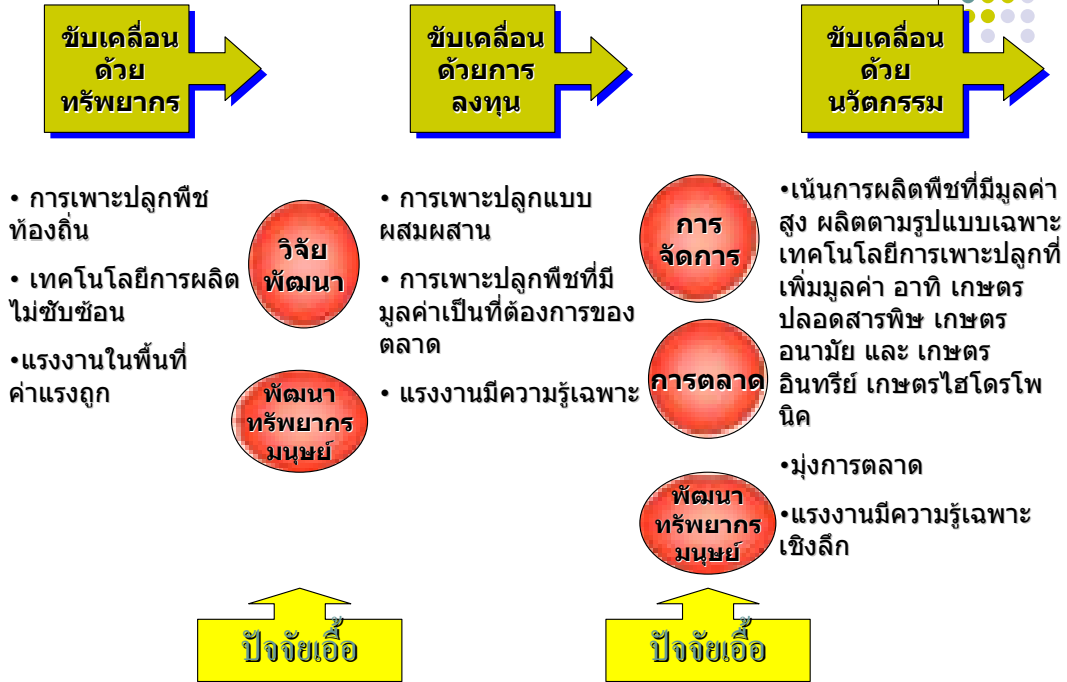 ขับเคลื่อน
ด้วย
ทรัพยากร
ขับเคลื่อน
ด้วยการ
ลงทุน
ขับเคลื่อน
ด้วย
นวัตกรรม
• การเพาะปลูกพืช
ท้องถิ่น
• เทคโนโลยีการผลิต
ไม่ซับซ้อน
•แรงงานในพื้นที่
ค่าแรงถูก
วิจัย
พัฒนา
พัฒนา
ทรัพยากร
มนุษย์
• การเพาะปลูกแบบ
ผสมผสาน
• การเพาะปลูกพืชที่มี
มูลค่าเป็นที่ต้องการของ
ตลาด
• แรงงานมีความรู้เฉพาะ
การ
จัดการ
การตลาด
พัฒนา
ทรัพยากร
มนุษย์
•เน้นการผลิตพืชที่มีมูลค่า
สูง ผลิตตามรูปแบบเฉพาะ
เทคโนโลยีการเพาะปลูกที่
เพิ่มมูลค่า อาทิ เกษตร
ปลอดสารพิษ เกษตร
อนามัย และ เกษตร
อินทรีย์ เกษตรไฮโดรโพ
นิค
•มุ่งการตลาด
•แรงงานมีความรู้เฉพาะ
เชิงลึก
ปัจจัยเอื้อ
ปัจจัยเอื้อ